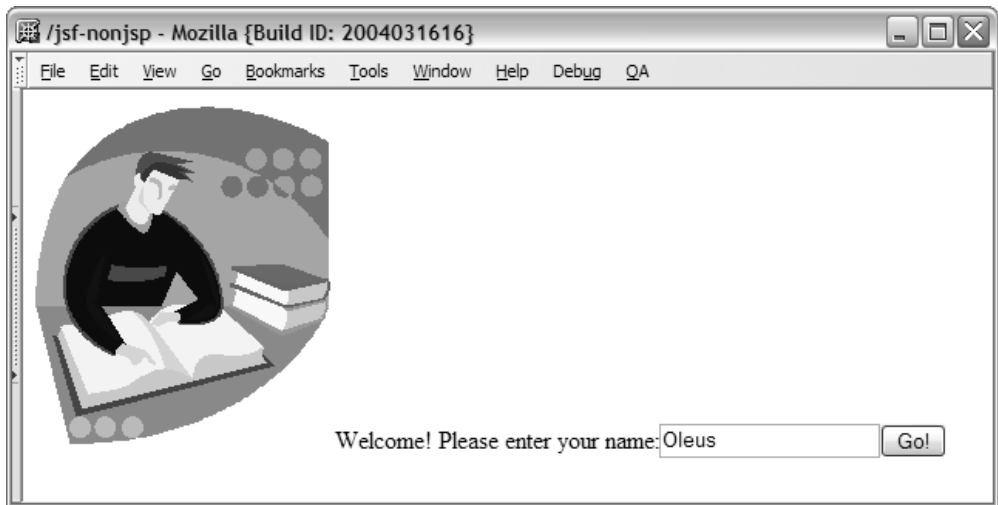 /jsf-nonjsp - Mozilla {Build ID: 2004031616}
File Edit View Go Bookmarks Tools Window Help Debug QA
Welcome! Please enter your name: Oleus Go!